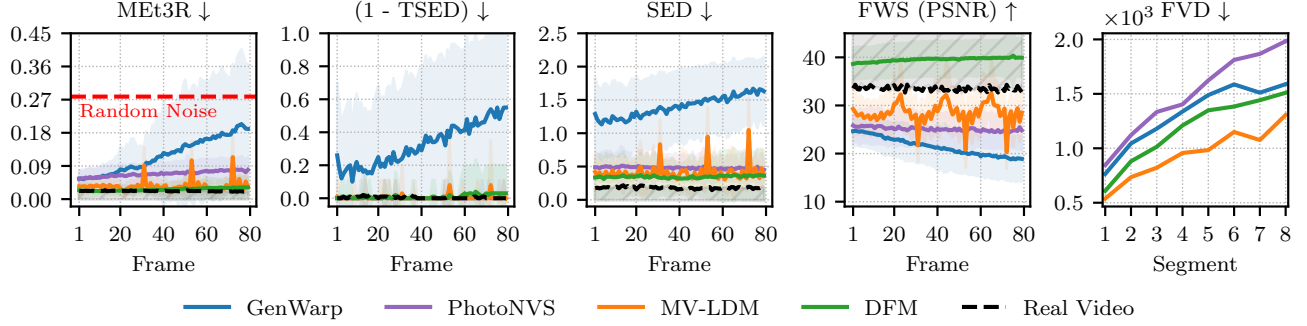 MEt3R ↓
0.45
0.36
0.27
0.18
0.09
0.00
Random Noise
1 20 40 60 80
Frame
(1 - TSED) ↓
1.0
0.8
0.6
0.4
0.2
0.0
1 20 40 60 80
Frame
SED ↓
2.5
2.0
1.5
1.0
0.5
0.0
1 20 40 60 80
Frame
FWS (PSNR) ↑
40
30
20
10
1 20 40 60 80
Frame
×10³ FVD ↓
2.0
1.5
1.0
0.5
1 2 3 4 5 6 7 8
Segment
GenWarp PhotoNVS MV-LDM DFM Real Video